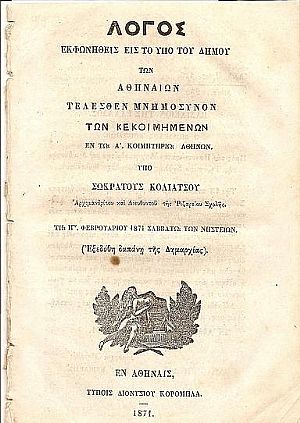 ΛΟΓΟΣ
ΕΚΦΩΝΗΘΕΙΣ ΕΙΣ ΤΟ ΥΠΟ ΤΟΥ ΔΗΜΟΥ
ΤΩΝ
ΑΘΗΝΑΙΩΝ
ΤΕΛΕΣΘΕΝ ΜΝΗΜΟΣΥΝΟΝ
ΤΩΝ ΚΕΚΟΙΜΗΜΕΝΩΝ
ΕΝ ΤΩι Α'. ΚΟΙΜΗΤΗΡΙΩι ΑΘΗΝΩΝ,
ΥΠΟ
ΣΩΚΡΑΤΟΥΣ ΚΟΛΙΑΤΣΟΥ
Ἀρχιμανδρίτου καὶ Διευθυντοῦ τῆς Ῥιζαρείου Σχολῆς.
ΤΗι ΦΕΒΡΟΥΑΡΙΟΥ 1871 ΣΑΒΒΑΤΩι ΤΩΝ ΝΗΣΤΕΙΩΝ.
(Ἐξεδόθη δαπάνῃ τῆς Δημαρχίας).
ΕΝ ΑΘΗΝΑΙΣ,
ΤΥΠΟΙΣ ΔΙΟΝΥΣΙΟΥ ΚΟΡΟΜΗΛΑ.
1871.